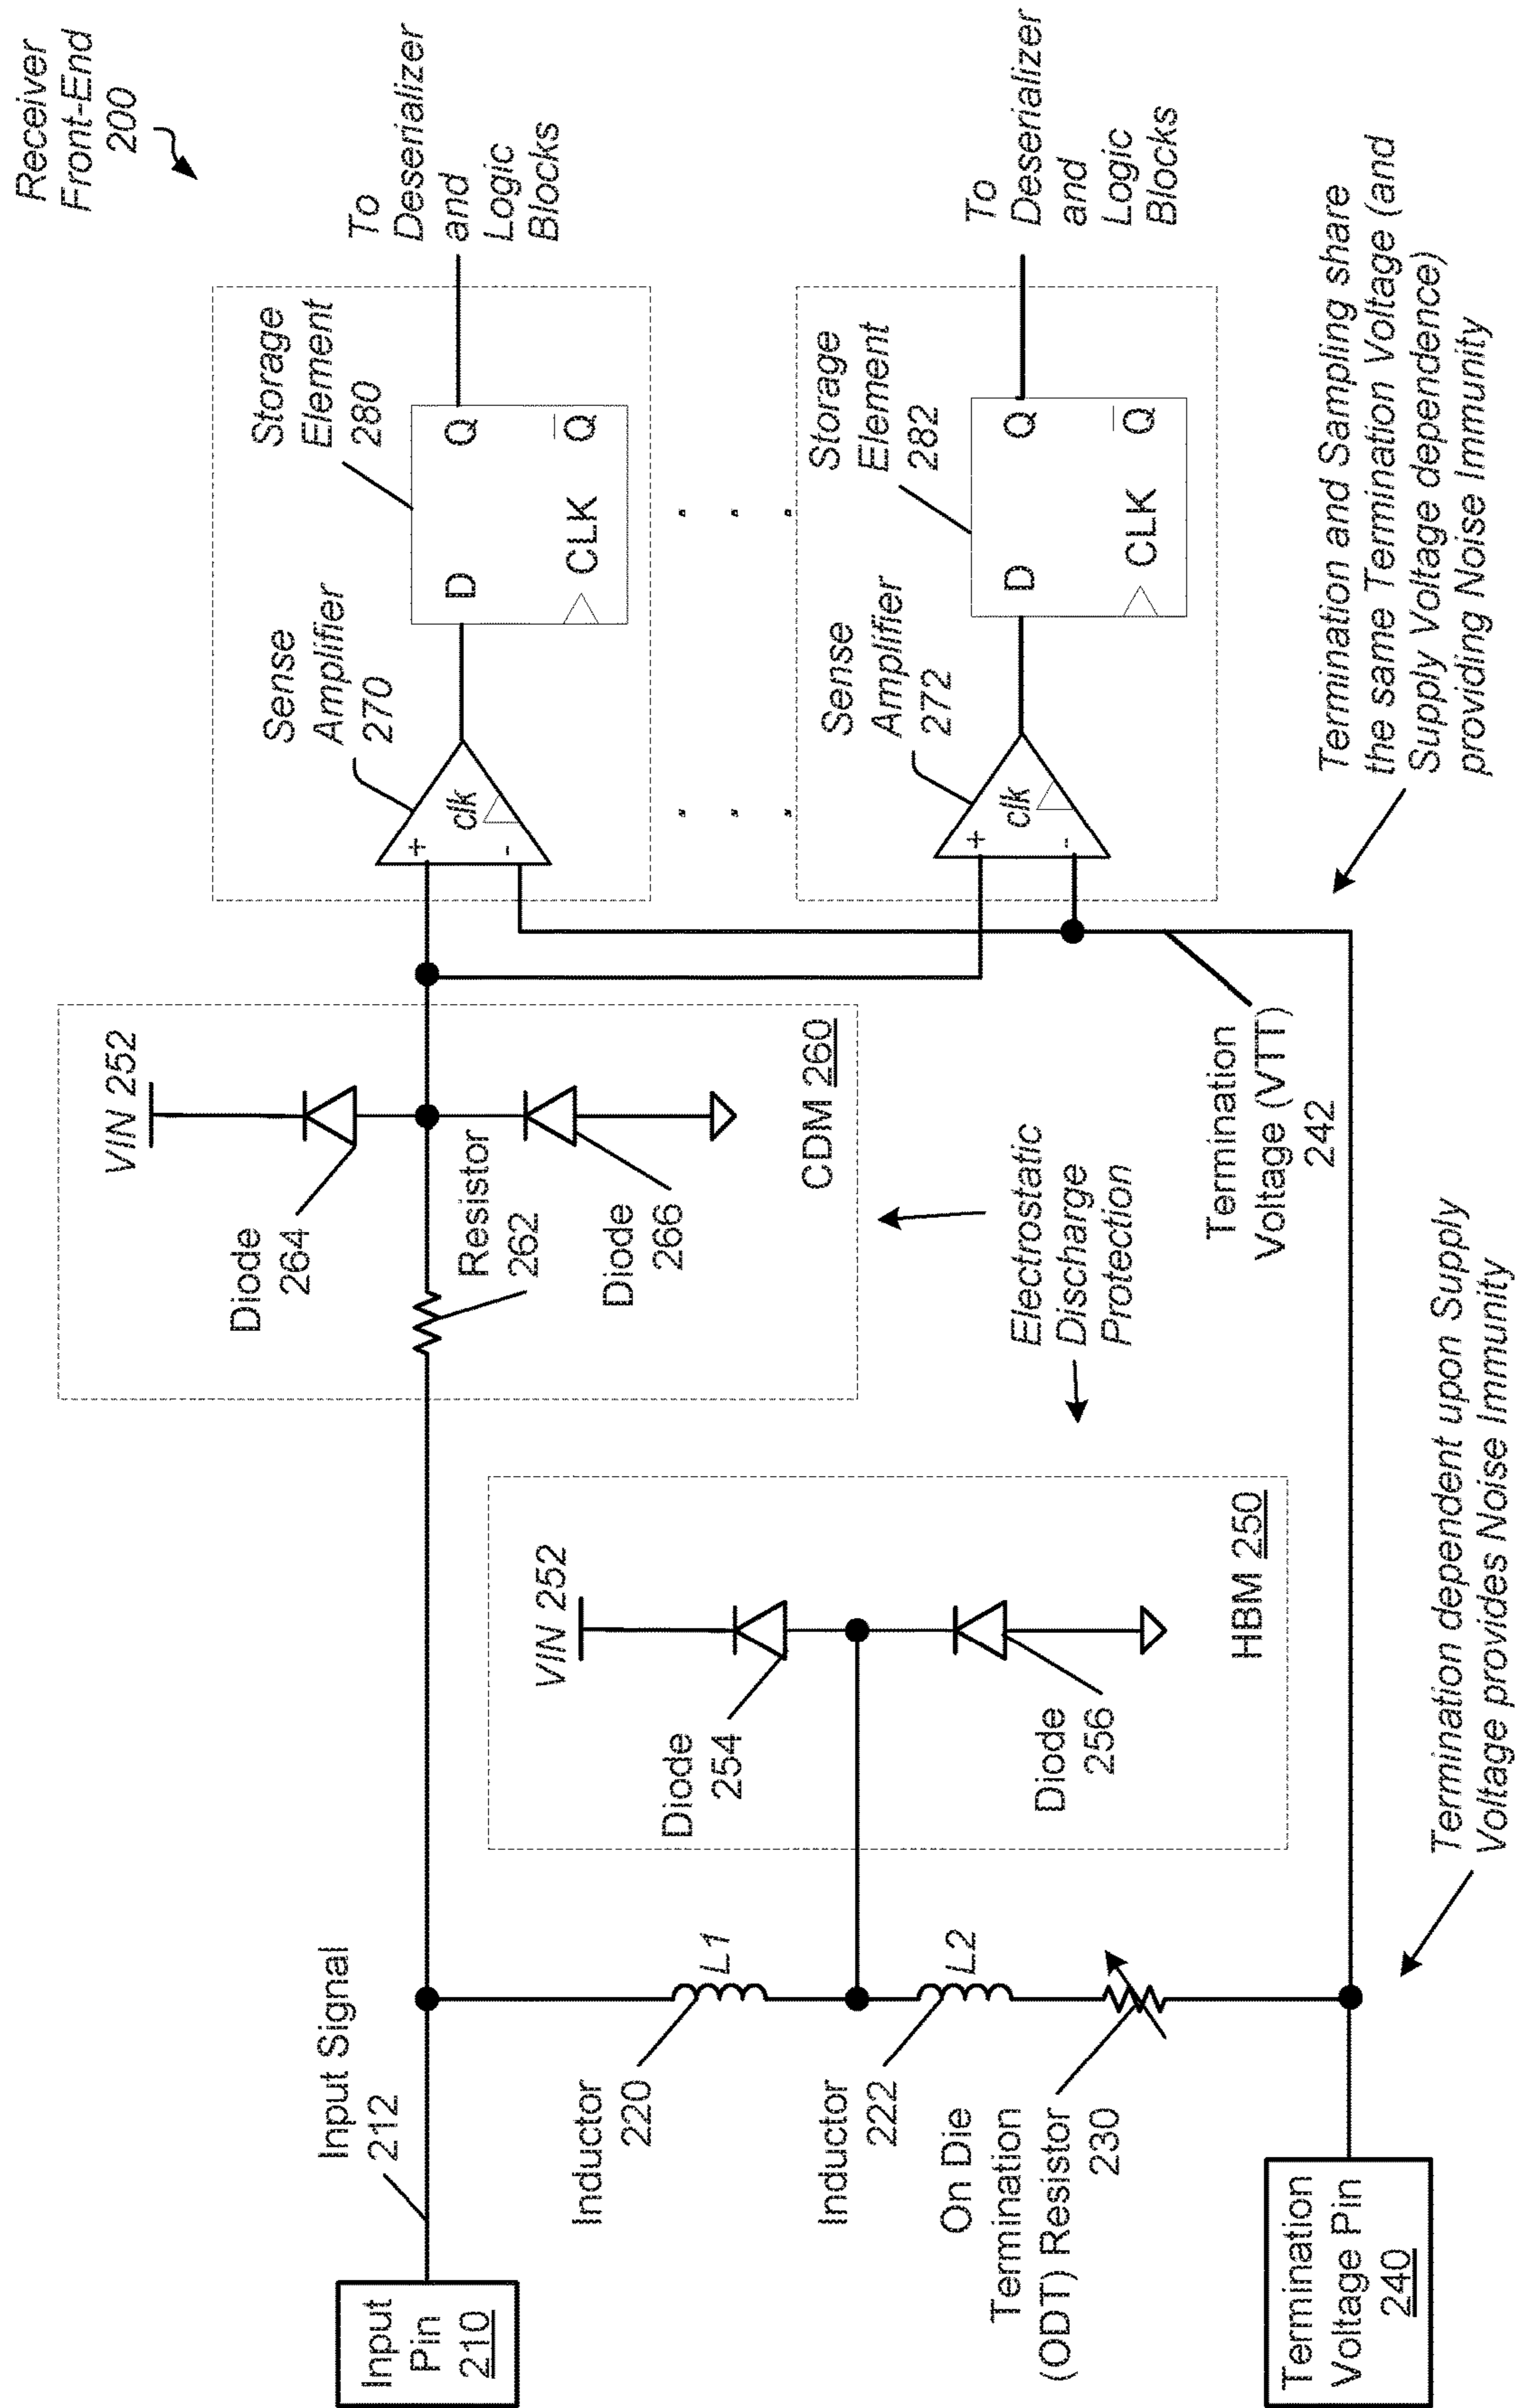 Receiver
Front-End
200
Input
Pin
210
Input Signal
212
Inductor
220
L1
Inductor
222
L2
On Die
Termination
(ODT) Resistor
230
Termination
Voltage Pin
240
VIN 252
Diode
254
Diode
256
HBM 250
Electrostatic
Discharge
Protection
VIN 252
Diode
264
Resistor
262
Diode
266
CDM 260
Termination
Voltage (VTT)
242
Sense
Amplifier
270
+
-
clk
Storage
Element
280
D
Q
CLK
Q
To
Deserializer
and
Logic
Blocks
Sense
Amplifier
272
+
-
clk
Storage
Element
282
D
Q
CLK
Q
To
Deserializer
and
Logic
Blocks
Termination dependent upon Supply
Voltage provides Noise Immunity
Termination and Sampling share
the same Termination Voltage (and
Supply Voltage dependence)
providing Noise Immunity